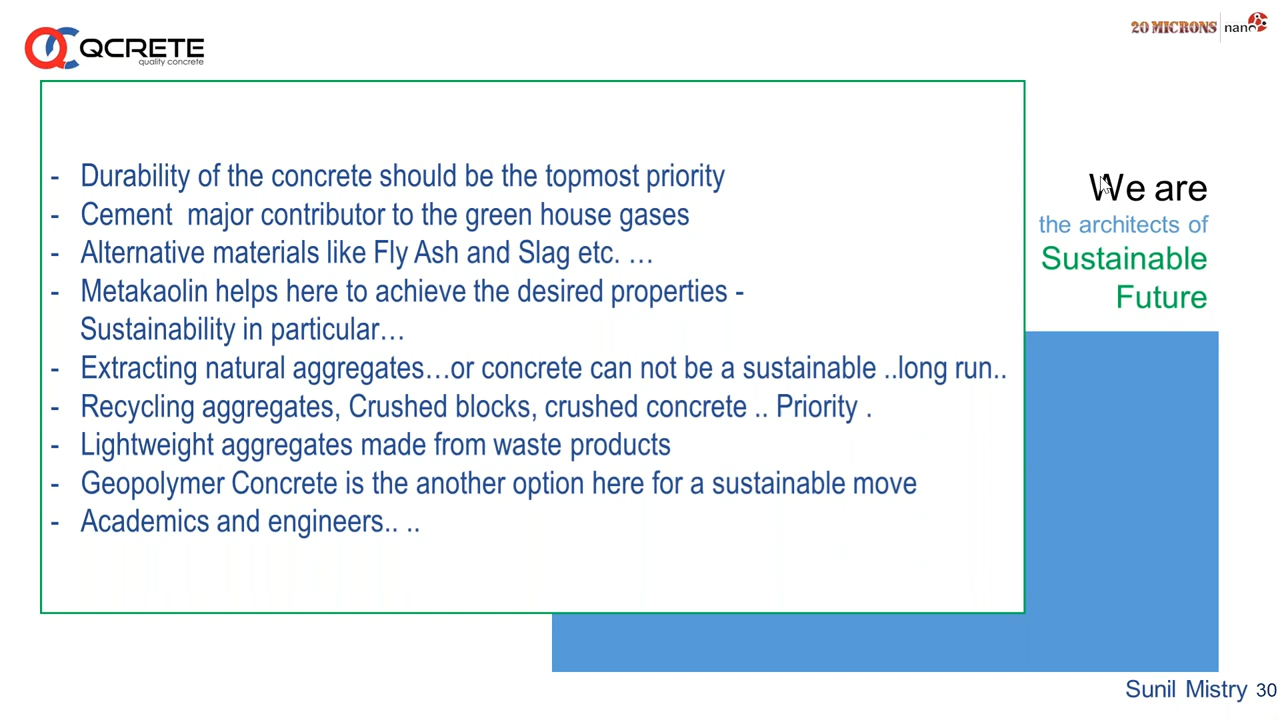 QCRETE
quality concrete
20 MICRONS nano
- Durability of the concrete should be the topmost priority
- Cement major contributor to the green house gases
- Alternative materials like Fly Ash and Slag etc. …
- Metakaolin helps here to achieve the desired properties -
Sustainability in particular…
- Extracting natural aggregates…or concrete can not be a sustainable ..long run..
- Recycling aggregates, Crushed blocks, crushed concrete .. Priority .
- Lightweight aggregates made from waste products
- Geopolymer Concrete is the another option here for a sustainable move
- Academics and engineers.. ..
We are
the architects of
Sustainable
Future
Sunil Mistry 30